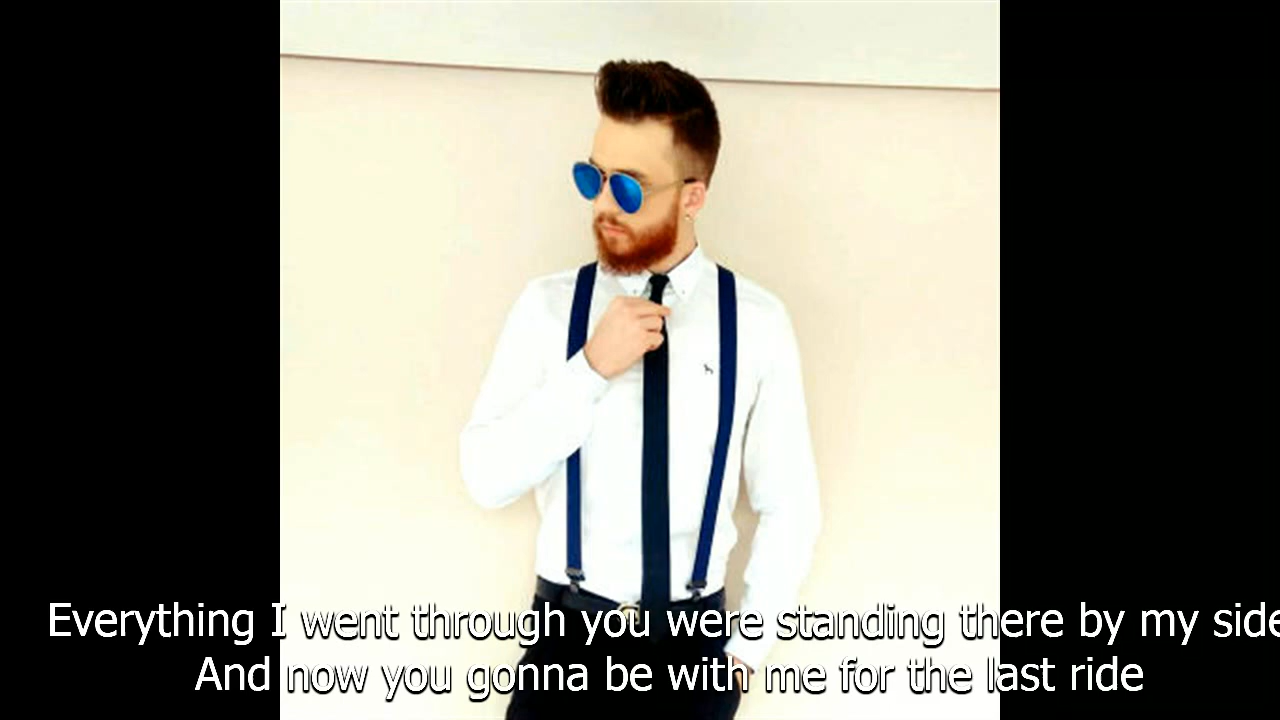 Everything I went through you were standing there by my side
And now you gonna be with me for the last ride